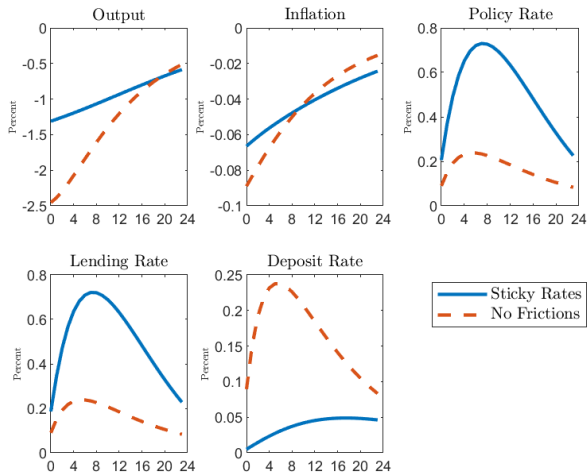 Output
Inflation
Policy Rate
0
-0.5
-1
-1.5
-2
-2.5
Percent
0 4 8 12 16 20 24
0
-0.02
-0.04
-0.06
-0.08
-0.1
Percent
0 4 8 12 16 20 24
0.8
0.6
0.4
0.2
0
Percent
0 4 8 12 16 20 24
Lending Rate
Deposit Rate
0.8
0.6
0.4
0.2
0
Percent
0 4 8 12 16 20 24
0.25
0.2
0.15
0.1
0.05
0
Percent
0 4 8 12 16 20 24
Sticky Rates
No Frictions